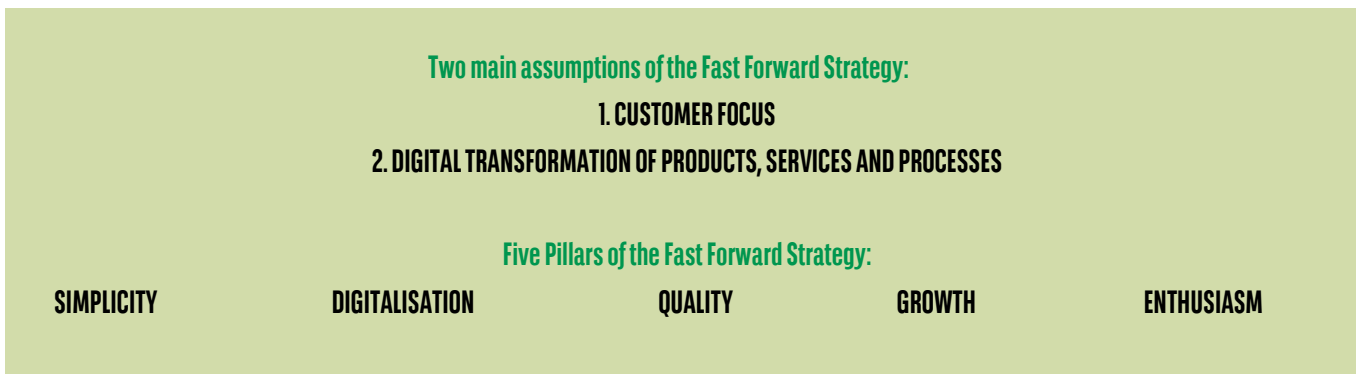 Two main assumptions of the Fast Forward Strategy:
1. CUSTOMER FOCUS
2. DIGITAL TRANSFORMATION OF PRODUCTS, SERVICES AND PROCESSES
Five Pillars of the Fast Forward Strategy:
SIMPLICITY DIGITALISATION QUALITY GROWTH ENTHUSIASM